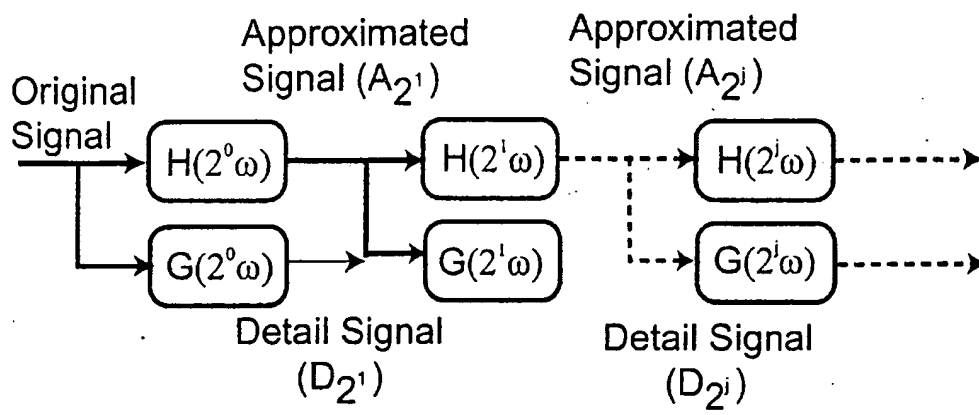 Approximated
Signal (A₂¹)
Approximated
Signal (A₂ʲ)
Original
Signal
H(2⁰ω)
H(2¹ω)
H(2ʲω)
G(2⁰ω)
G(2¹ω)
G(2ʲω)
Detail Signal
(D₂¹)
Detail Signal
(D₂ʲ)